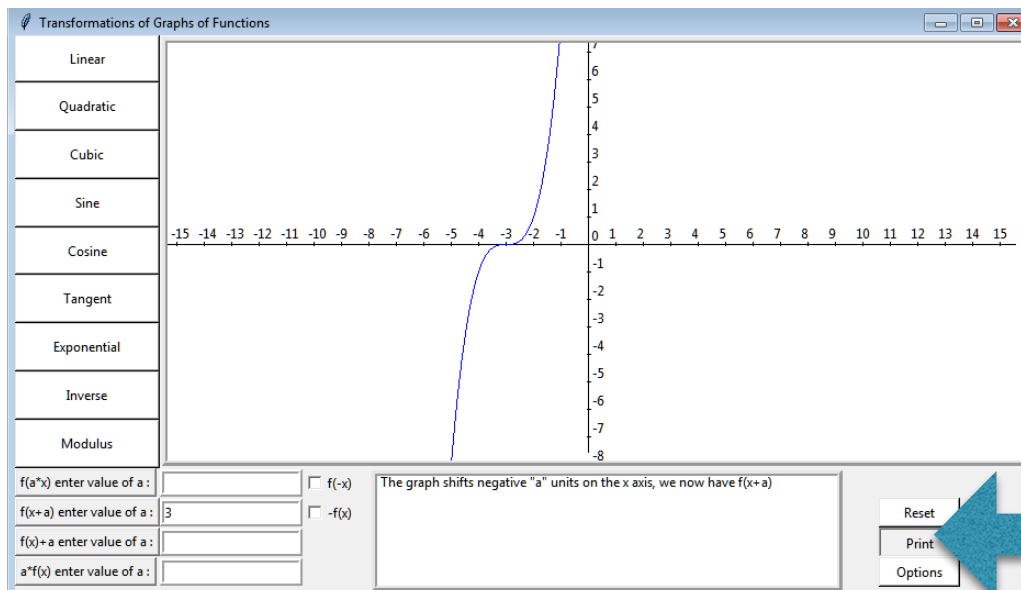 Transformations of Graphs of Functions
Linear
Quadratic
Cubic
Sine
Cosine
Tangent
Exponential
Inverse
Modulus
7
6
5
4
3
2
1
-15 -14 -13 -12 -11 -10 -9 -8 -7 -6 -5 -4 -3 -2 -1 0 1 2 3 4 5 6 7 8 9 10 11 12 13 14 15
-1
-2
-3
-4
-5
-6
-7
-8
f(a*x) enter value of a :
f(-x)
The graph shifts negative "a" units on the x axis, we now have f(x+a)
f(x+a) enter value of a : 3
-f(x)
Reset
f(x)+a enter value of a :
Print
a*f(x) enter value of a :
Options